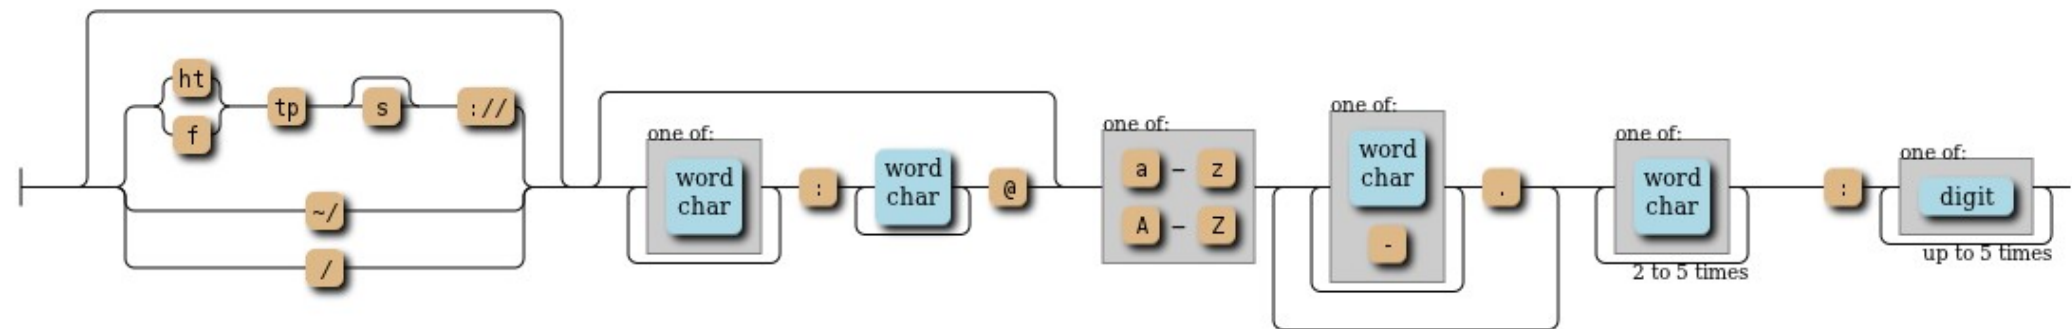 ht
f
tp
s
://
~/
/
one of:
word
char
:
word
char
@
one of:
a – z
A – Z
one of:
word
char
-
.
one of:
word
char
2 to 5 times
:
one of:
digit
up to 5 times